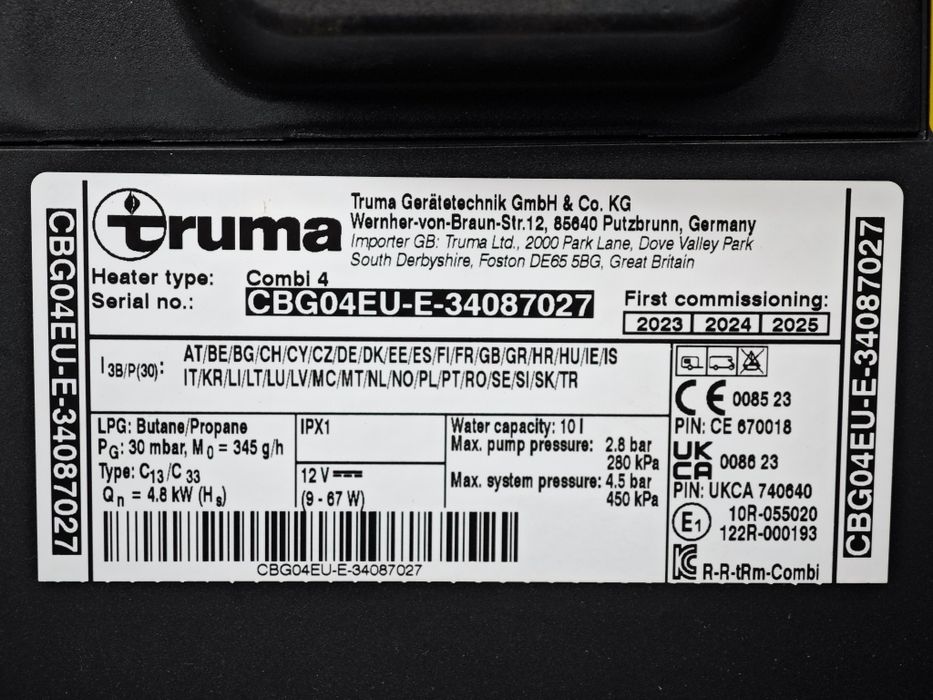 CBG04EU-E-34087027
truma
Truma Gerätetechnik GmbH & Co. KG
Wernher-von-Braun-Str.12, 85640 Putzbrunn, Germany
Importer GB: Truma Ltd., 2000 Park Lane, Dove Valley Park
South Derbyshire, Foston DE65 5BG, Great Britain
Heater type: Combi 4
Serial no.: CBG04EU-E-34087027
First commissioning:
2023 | 2024 | 2025
I3B/P(30): AT/BE/BG/CH/CY/CZ/DE/DK/EE/ES/FI/FR/GB/GR/HR/HU/IE/IS
IT/KR/LI/LT/LU/LV/MC/MT/NL/NO/PL/PT/RO/SE/SI/SK/TR
LPG: Butane/Propane
PG: 30 mbar, M0 = 345 g/h
Type: C13/C33
Qn = 4.8 kW (Hs)
IPX1
12 V
(9 - 67 W)
Water capacity: 10 l
Max. pump pressure: 2.8 bar
280 kPa
Max. system pressure: 4.5 bar
450 kPa
CE 0085 23
PIN: CE 670018
UK CA 0086 23
PIN: UKCA 740640
E1 10R-055020
122R-000193
R-R-tRm-Combi
CBG04EU-E-34087027
CBG04EU-E-34087027